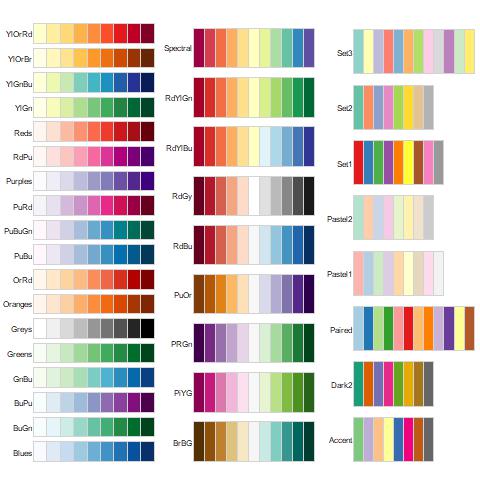 YlOrRd
YlOrBr
YlGnBu
YlGn
Reds
RdPu
Purples
PuRd
PuBuGn
PuBu
OrRd
Oranges
Greys
Greens
GnBu
BuPu
BuGn
Blues
Spectral
RdYlGn
RdYlBu
RdGy
RdBu
PuOr
PRGn
PiYG
BrBG
Set3
Set2
Set1
Pastel2
Pastel1
Paired
Dark2
Accent